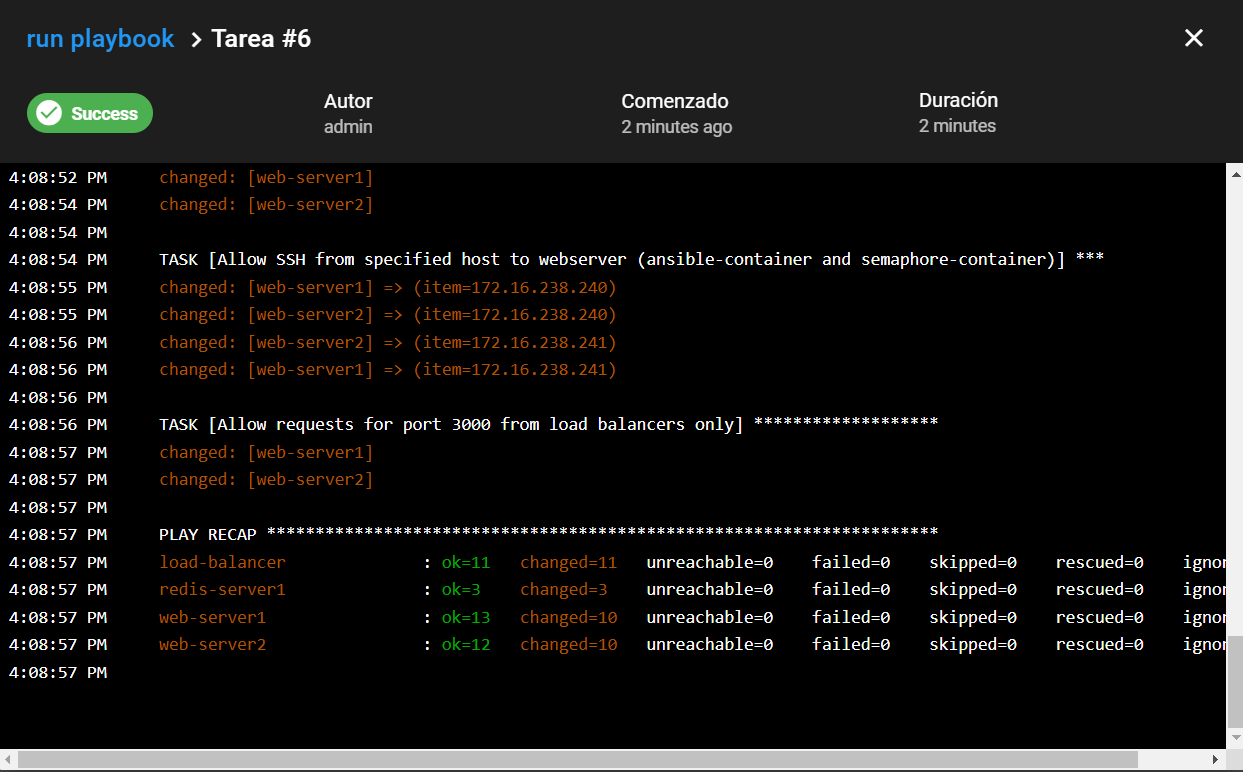 run playbook > Tarea #6
Success
Autor
admin
Comenzado
2 minutes ago
Duración
2 minutes
4:08:52 PM changed: [web-server1]
4:08:54 PM changed: [web-server2]
4:08:54 PM
4:08:54 PM TASK [Allow SSH from specified host to webserver (ansible-container and semaphore-container)] ***
4:08:55 PM changed: [web-server1] => (item=172.16.238.240)
4:08:55 PM changed: [web-server2] => (item=172.16.238.240)
4:08:56 PM changed: [web-server2] => (item=172.16.238.241)
4:08:56 PM changed: [web-server1] => (item=172.16.238.241)
4:08:56 PM
4:08:56 PM TASK [Allow requests for port 3000 from load balancers only] *******************
4:08:57 PM changed: [web-server1]
4:08:57 PM changed: [web-server2]
4:08:57 PM
4:08:57 PM PLAY RECAP *********************************************************************
4:08:57 PM load-balancer : ok=11 changed=11 unreachable=0 failed=0 skipped=0 rescued=0 ignor
4:08:57 PM redis-server1 : ok=3 changed=3 unreachable=0 failed=0 skipped=0 rescued=0 ignor
4:08:57 PM web-server1 : ok=13 changed=10 unreachable=0 failed=0 skipped=0 rescued=0 ignor
4:08:57 PM web-server2 : ok=12 changed=10 unreachable=0 failed=0 skipped=0 rescued=0 ignor
4:08:57 PM